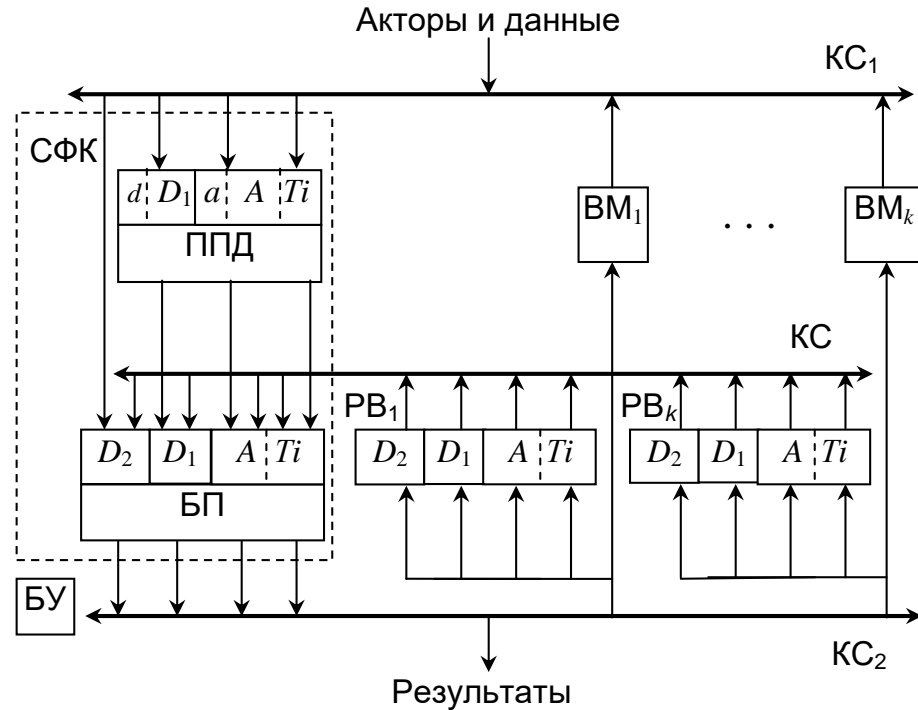 Акторы и данные
КС₁
СФК
d D₁ a A Ti
ППД
ВМ₁ . . . ВМₖ
КС
РВ₁ РВₖ
D₂ D₁ A Ti D₂ D₁ A Ti D₂ D₁ A Ti
БП
БУ
КС₂
Результаты